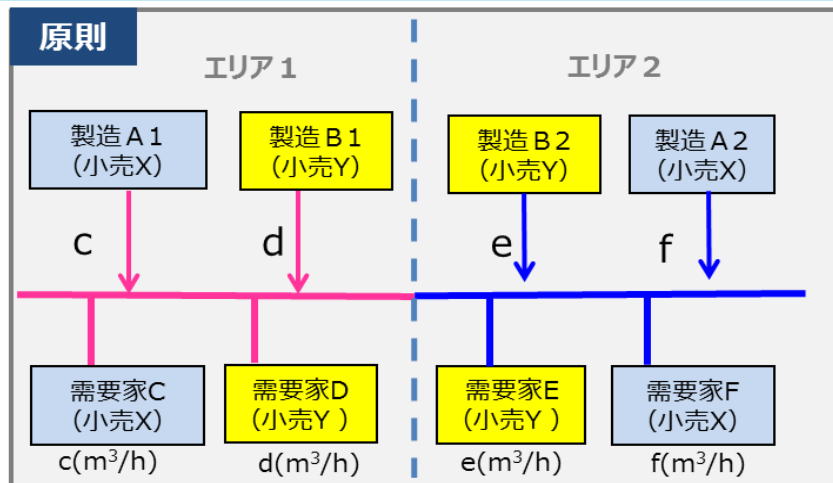 原則
エリア１
エリア２
製造Ａ１
(小売X)
製造Ｂ１
(小売Y)
製造Ｂ２
(小売Y)
製造Ａ２
(小売X)
c
d
e
f
需要家C
(小売X)
需要家D
(小売Y )
需要家E
(小売Y )
需要家F
(小売X)
c(m³/h)
d(m³/h)
e(m³/h)
f(m³/h)